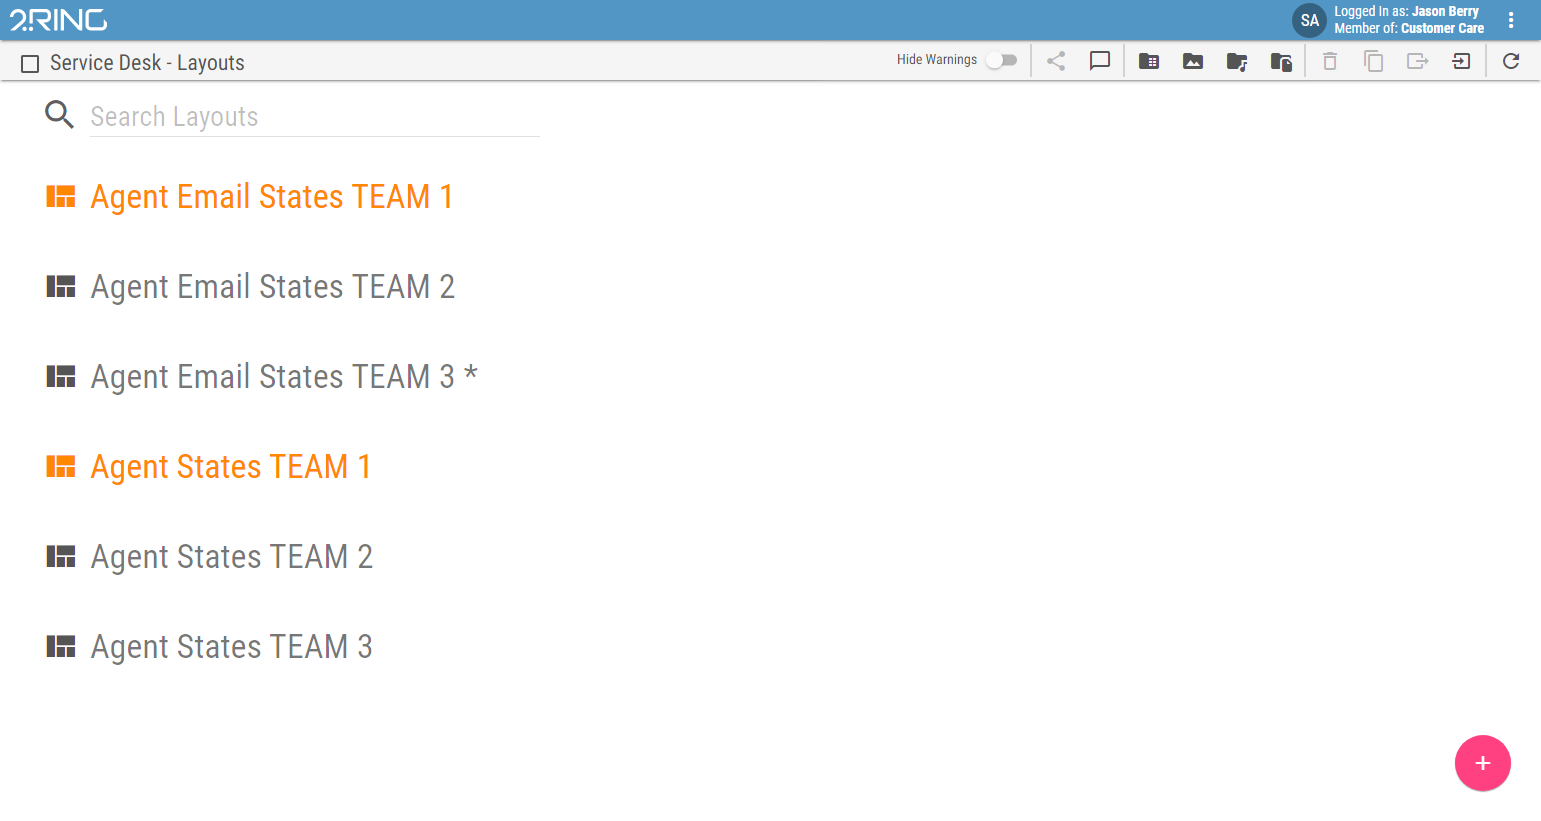 2RING
SA
Logged In as: Jason Berry
Member of: Customer Care
Service Desk - Layouts
Hide Warnings
Search Layouts
Agent Email States TEAM 1
Agent Email States TEAM 2
Agent Email States TEAM 3 *
Agent States TEAM 1
Agent States TEAM 2
Agent States TEAM 3